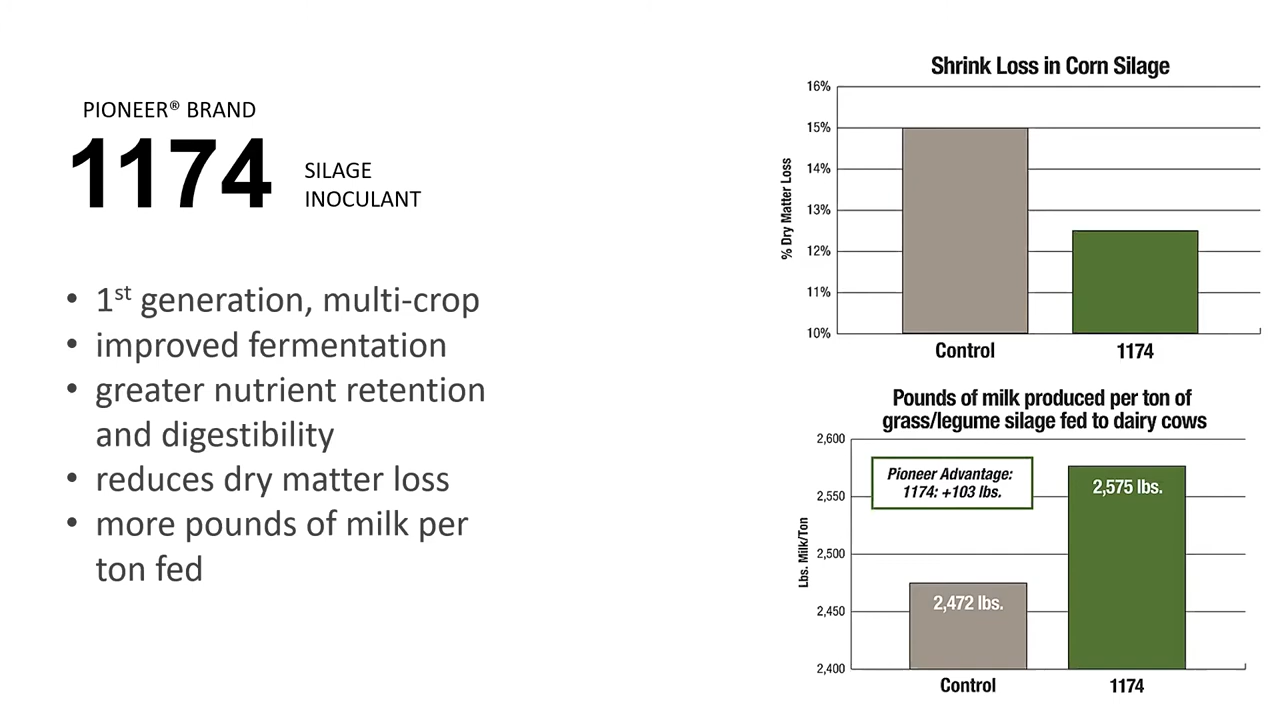 PIONEER® BRAND
1174
SILAGE
INOCULANT
• 1st generation, multi-crop
• improved fermentation
• greater nutrient retention
and digestibility
• reduces dry matter loss
• more pounds of milk per
ton fed
Shrink Loss in Corn Silage
% Dry Matter Loss
16%
15%
14%
13%
12%
11%
10%
Control
1174
Pounds of milk produced per ton of
grass/legume silage fed to dairy cows
Lbs. Milk/Ton
2,600
2,550
2,500
2,450
2,400
Pioneer Advantage:
1174: +103 lbs.
2,472 lbs.
2,575 lbs.
Control
1174